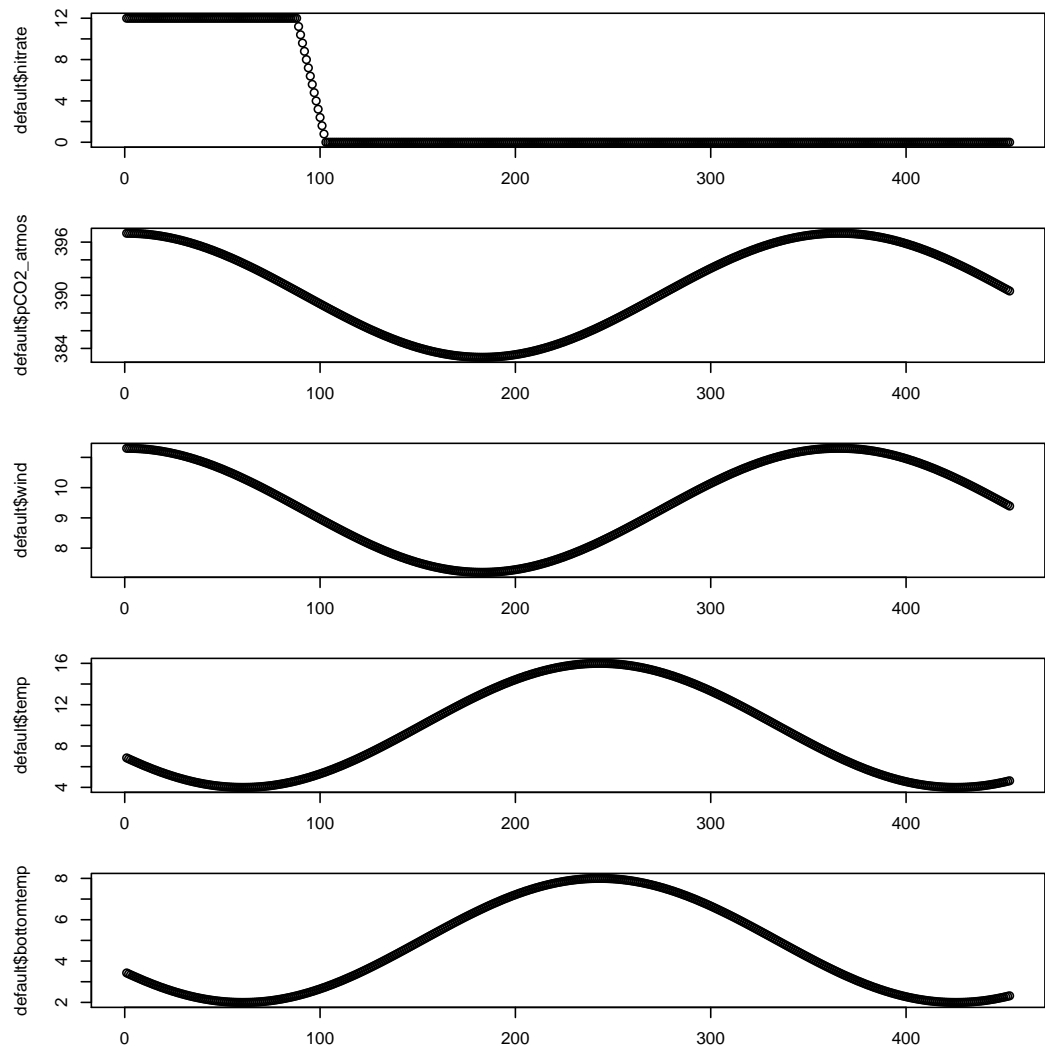 default$nitrate
12
8
4
0
0 100 200 300 400
default$pCO2_atmos
396
390
384
0 100 200 300 400
default$wind
10
9
8
0 100 200 300 400
default$temp
16
12
8
4
0 100 200 300 400
default$bottomtemp
8
6
4
2
0 100 200 300 400